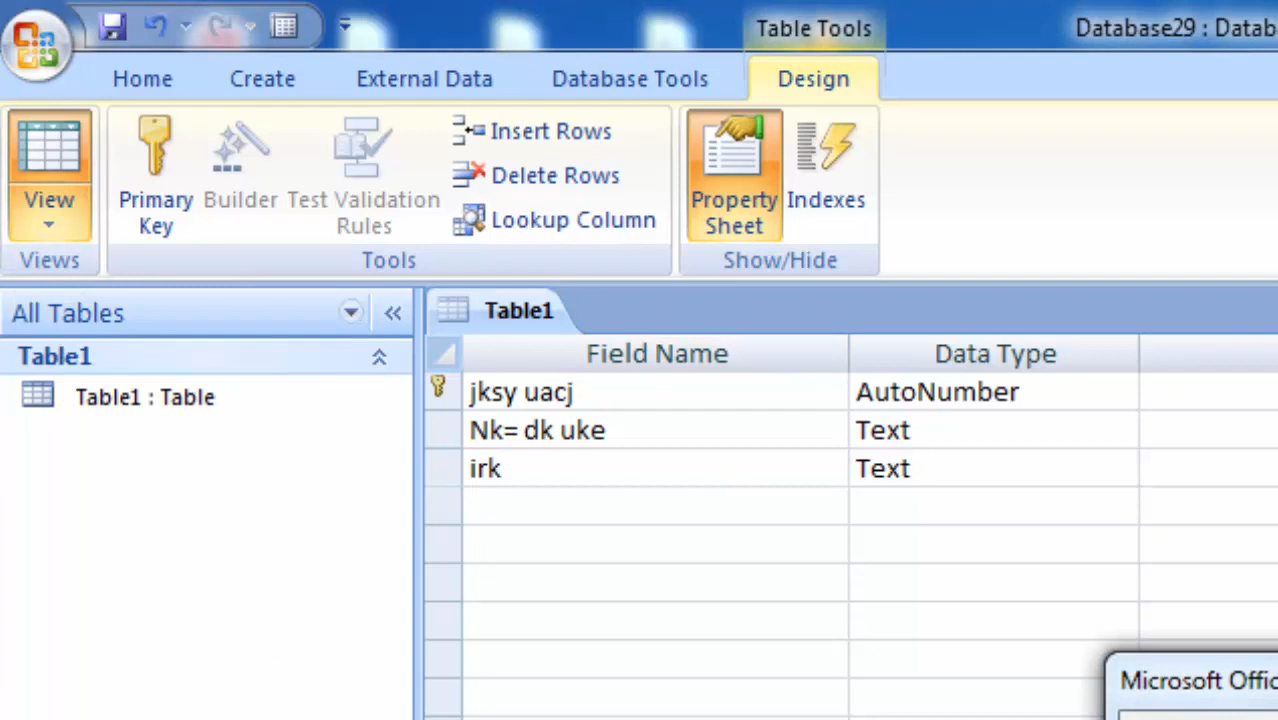 Table Tools
Database29 : Datab
Home Create External Data Database Tools Design
View
Primary Key
Builder
Test Validation Rules
Insert Rows
Delete Rows
Lookup Column
Property Sheet
Indexes
Views Tools Show/Hide
All Tables
Table1
Table1 : Table
Table1
Field Name Data Type
jksy uacj AutoNumber
Nk= dk uke Text
irk Text
Microsoft Offic